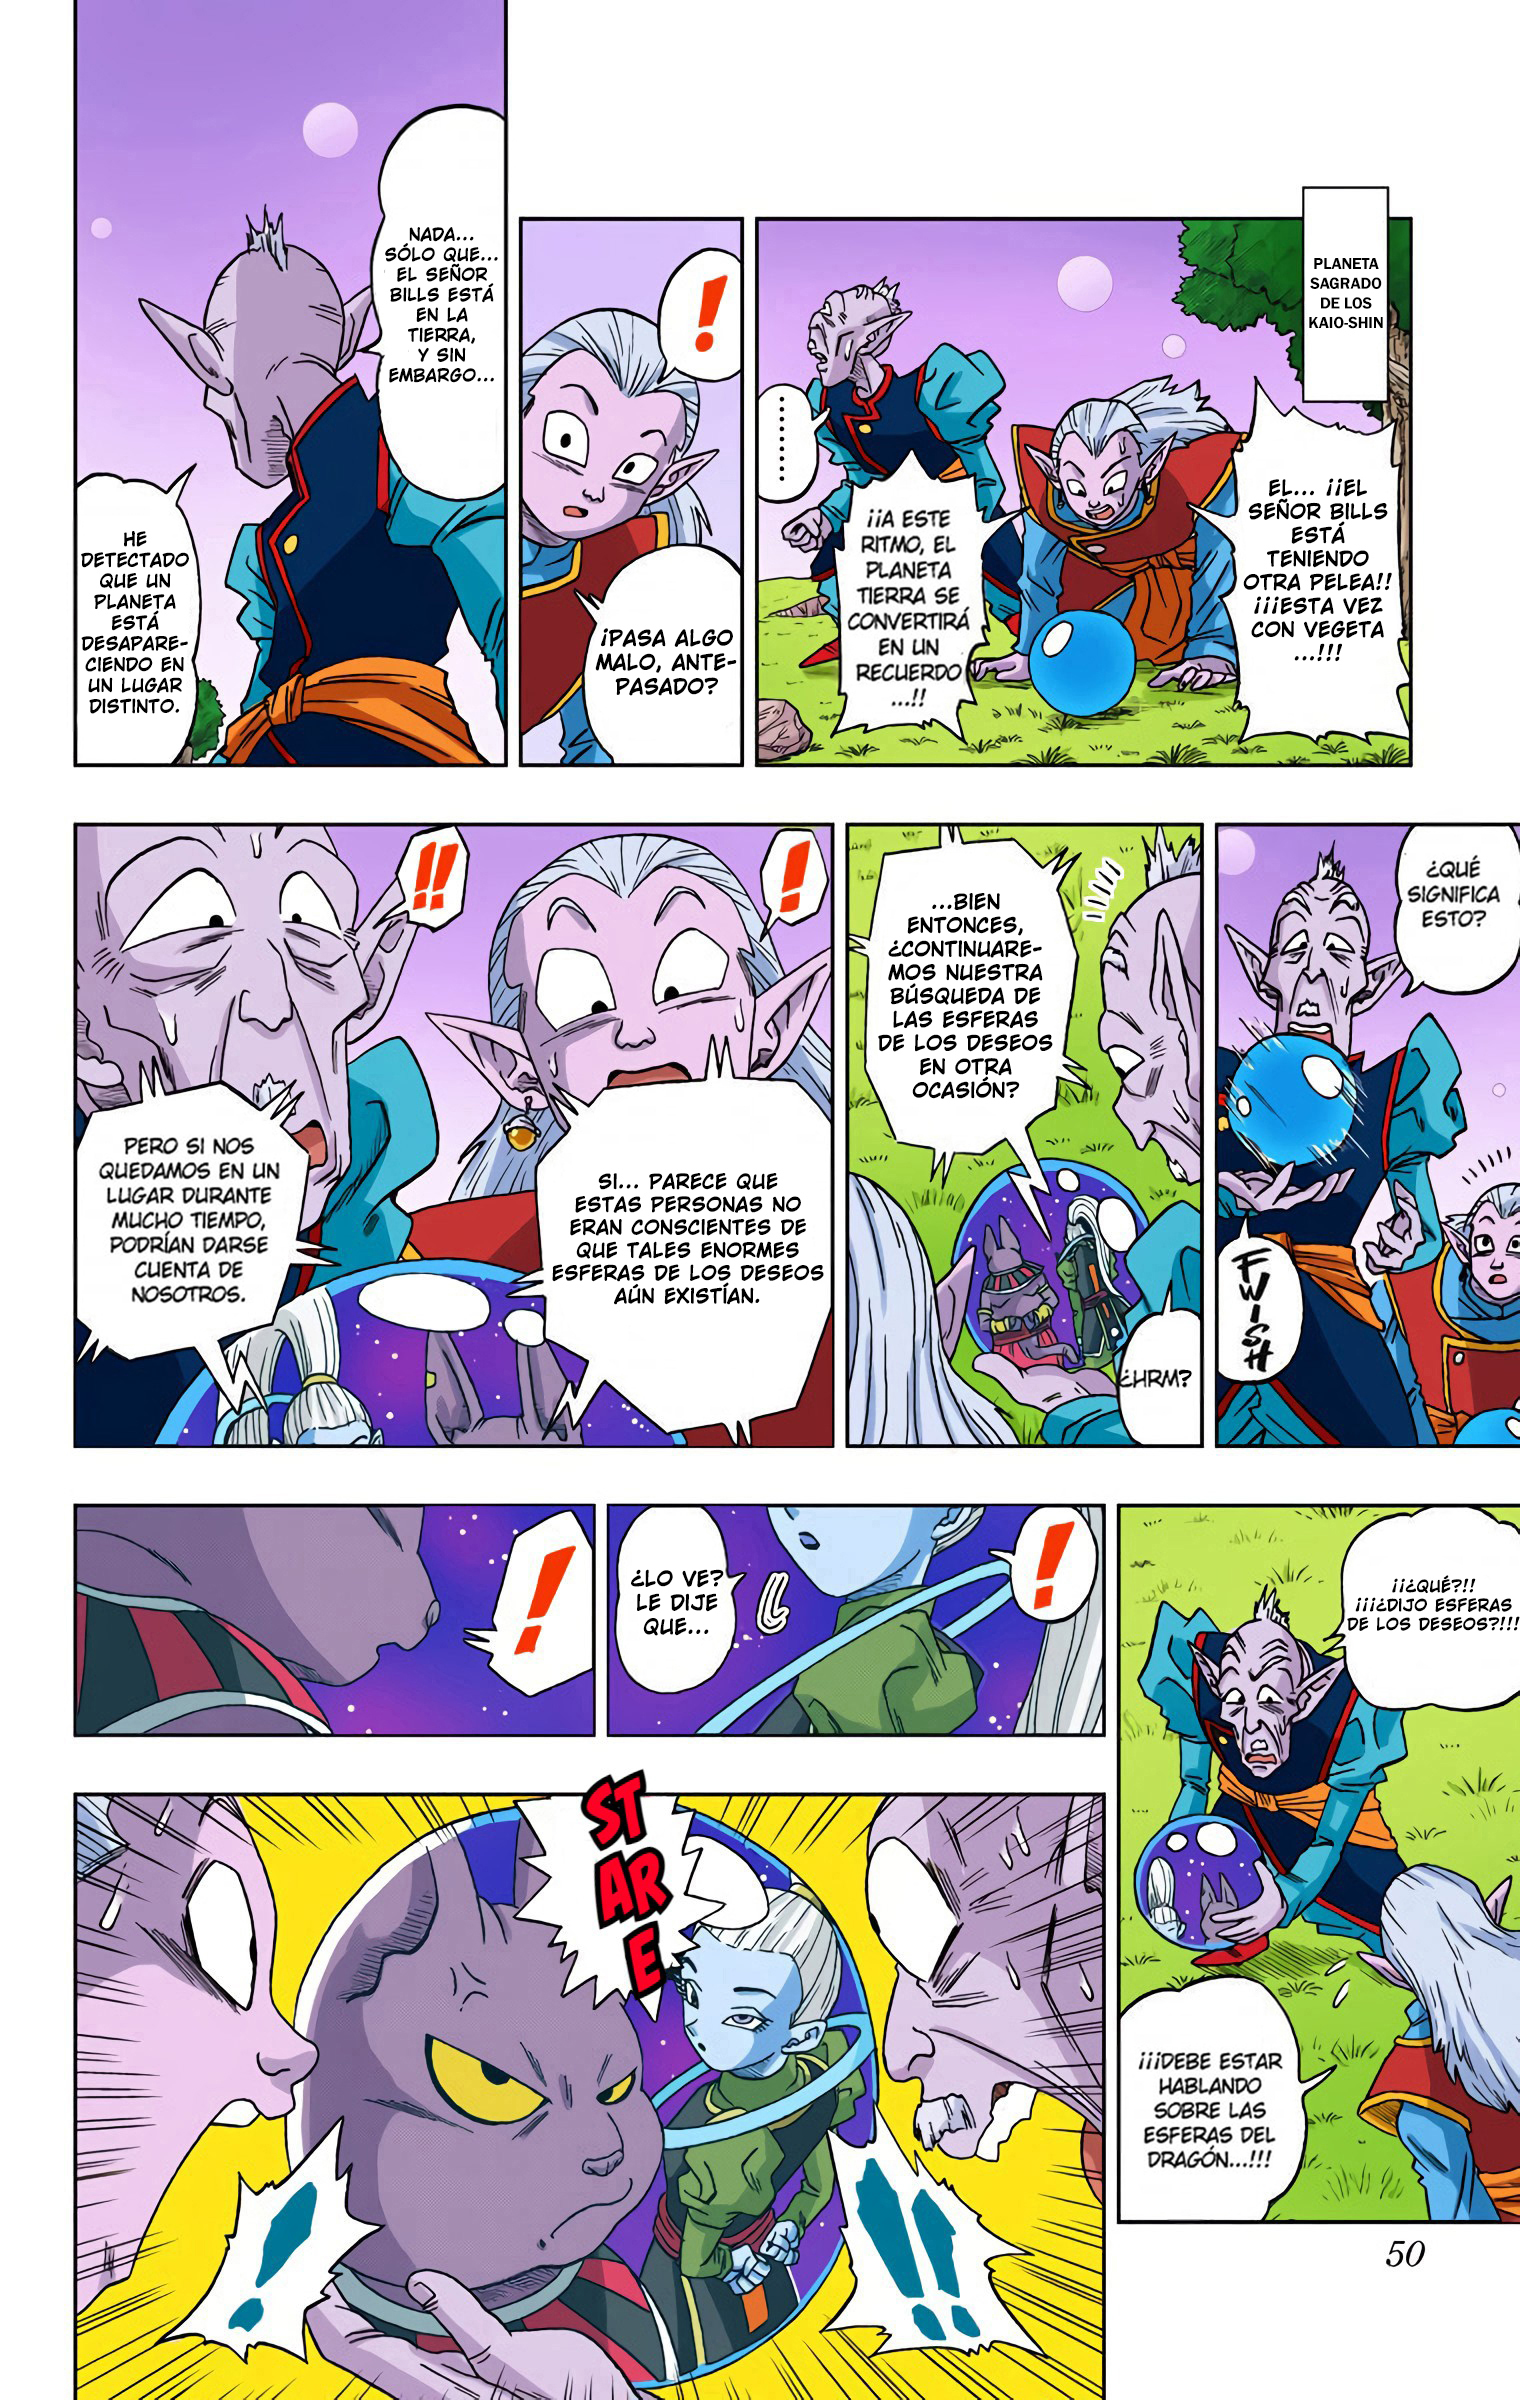 PLANETA
SAGRADO
DE LOS
KAIO-SHIN
EL... ¡¡EL
SEÑOR BILLS
ESTÁ
TENIENDO
OTRA PELEA!!
¡¡¡ESTA VEZ
CON VEGETA
...!!!
¡¡A ESTE
RITMO, EL
PLANETA
TIERRA SE
CONVERTIRÁ
EN UN
RECUERDO
...!!
.........
!
¡PASA ALGO
MALO, ANTE-
PASADO?
NADA...
SÓLO QUE...
EL SEÑOR
BILLS ESTÁ
EN LA
TIERRA,
Y SIN
EMBARGO...
HE
DETECTADO
QUE UN
PLANETA
ESTÁ
DESAPARE-
CIENDO EN
UN LUGAR
DISTINTO.
¿QUÉ
SIGNIFICA
ESTO?
FWISH
...BIEN
ENTONCES,
¿CONTINUARE-
MOS NUESTRA
BÚSQUEDA DE
LAS ESFERAS
DE LOS DESEOS
EN OTRA
OCASIÓN?
¿HRM?
!
SI... PARECE QUE
ESTAS PERSONAS NO
ERAN CONSCIENTES DE
QUE TALES ENORMES
ESFERAS DE LOS DESEOS
AÚN EXISTÍAN.
!!
PERO SI NOS
QUEDAMOS EN UN
LUGAR DURANTE
MUCHO TIEMPO,
PODRÍAN DARSE
CUENTA DE
NOSOTROS.
¡¡¿QUÉ?!!
¡¡¡¿DIJO ESFERAS
DE LOS DESEOS?!!!
¡¡¡DEBE ESTAR
HABLANDO
SOBRE LAS
ESFERAS DEL
DRAGÓN...!!!
!
¿LO VE?
LE DIJE
QUE...
!
ST
AR
E
!!
!
50